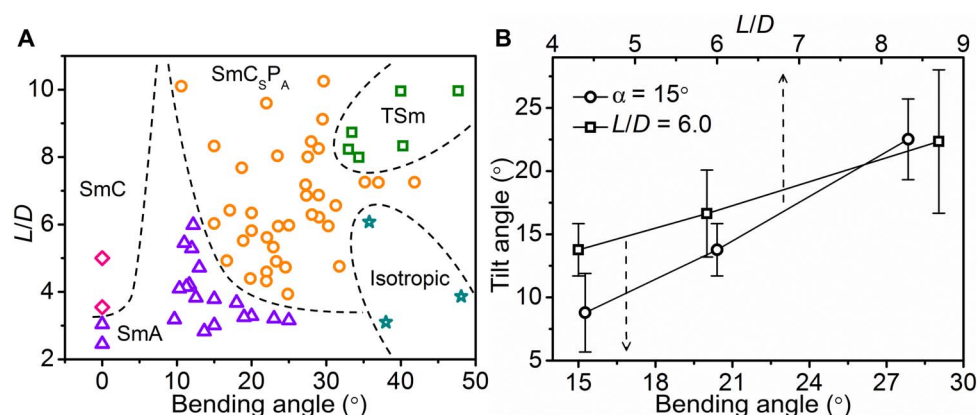 A
B
L/D
4 5 6 7 8 9
10
8
6
4
2
L/D
SmC
SmCSPA
TSm
SmA
Isotropic
0 10 20 30 40 50
Bending angle (°)
α = 15°
L/D = 6.0
25
20
15
10
5
Tilt angle (°)
15 18 21 24 27 30
Bending angle (°)